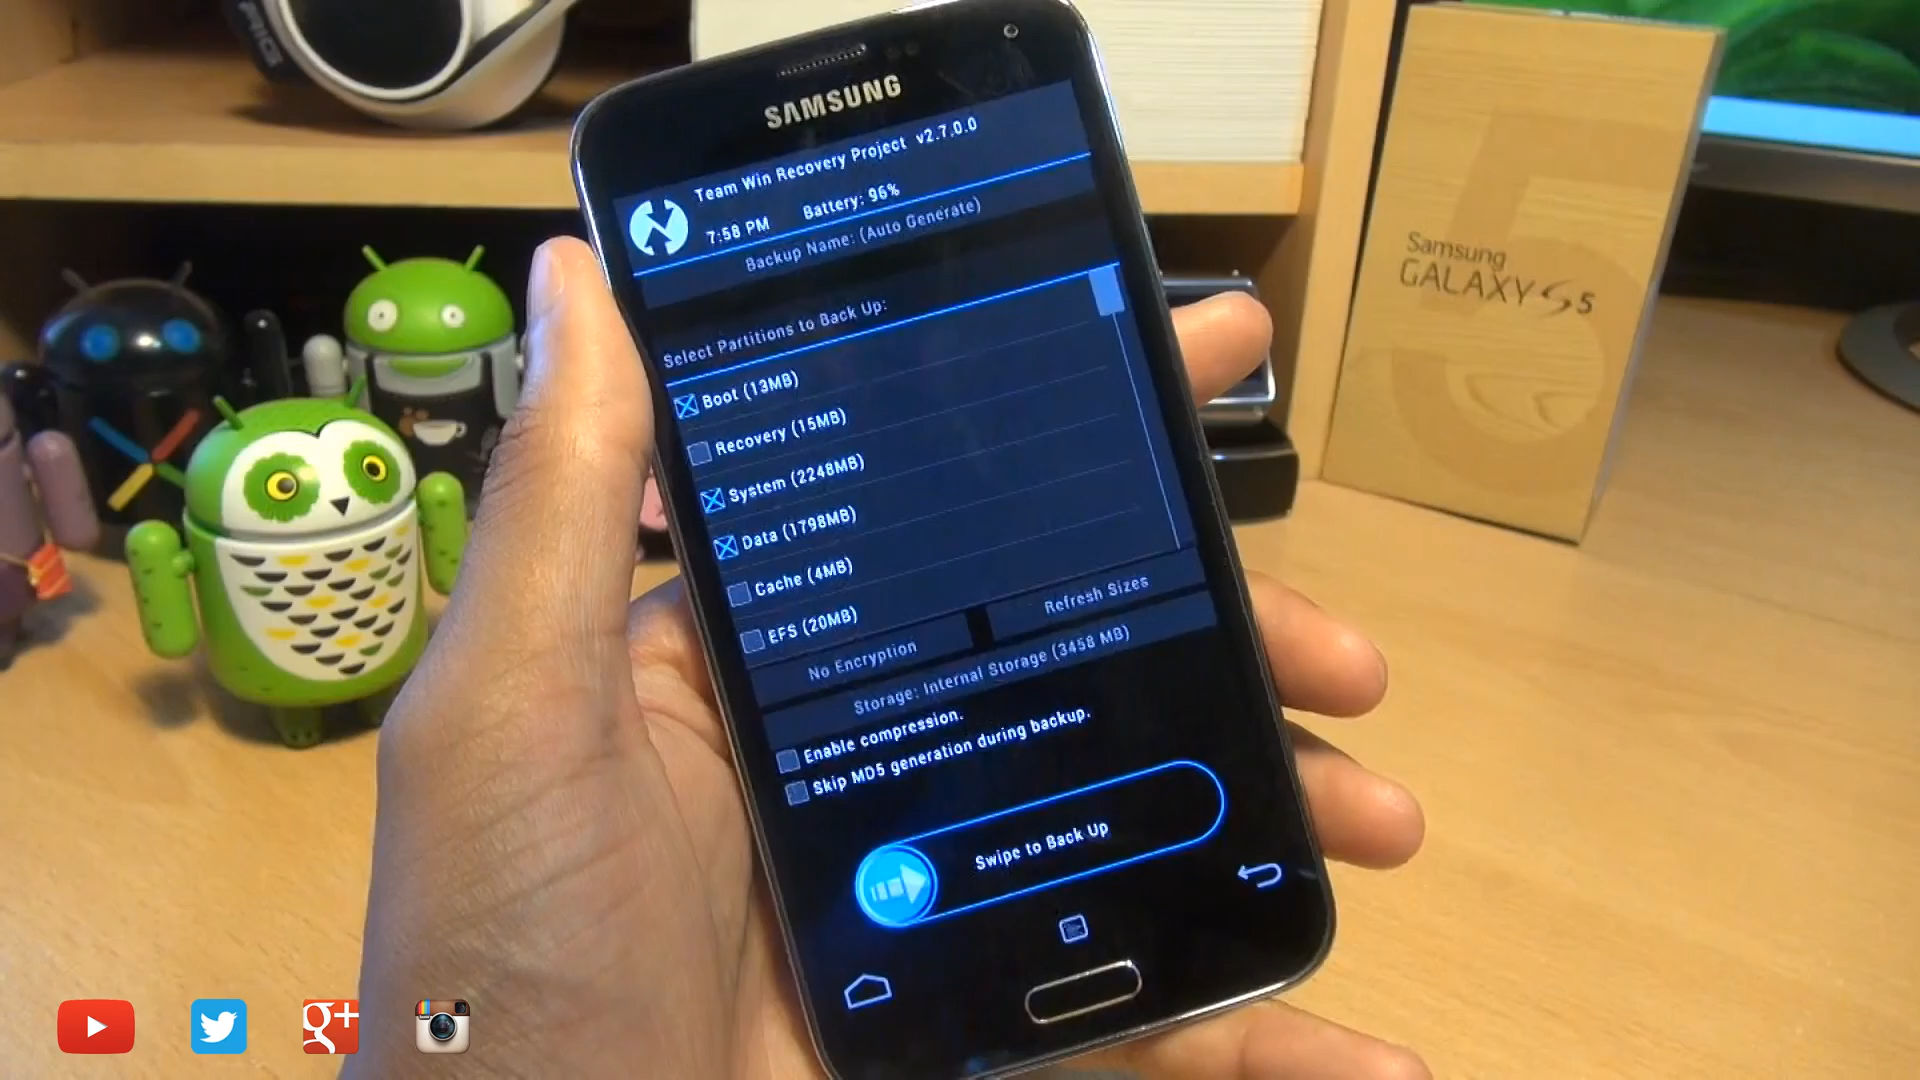 SAMSUNG
Team Win Recovery Project v2.7.0.0
7:58 PM Battery: 96%
Backup Name: (Auto Generate)
Select Partitions to Back Up:
Boot (13MB)
Recovery (15MB)
System (2248MB)
Data (1798MB)
Cache (4MB)
EFS (20MB)
No Encryption
Refresh Sizes
Storage: Internal Storage (3458 MB)
Enable compression.
Skip MD5 generation during backup.
Swipe to Back Up
Samsung
GALAXY S5
5
g+